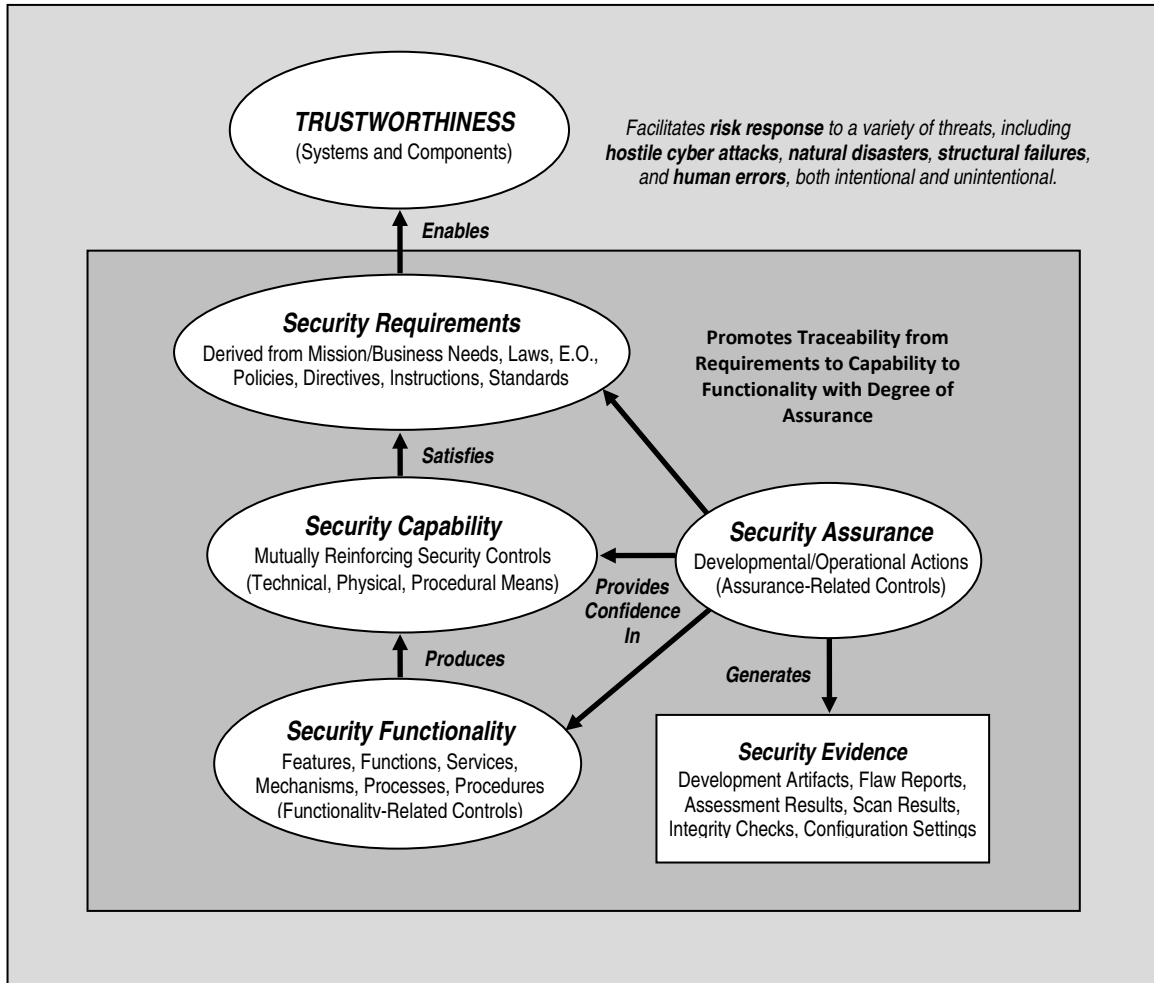 TRUSTWORTHINESS
(Systems and Components)
Facilitates risk response to a variety of threats, including
hostile cyber attacks, natural disasters, structural failures,
and human errors, both intentional and unintentional.
Enables
Security Requirements
Derived from Mission/Business Needs, Laws, E.O.,
Policies, Directives, Instructions, Standards
Promotes Traceability from
Requirements to Capability to
Functionality with Degree of
Assurance
Satisfies
Security Capability
Mutually Reinforcing Security Controls
(Technical, Physical, Procedural Means)
Security Assurance
Developmental/Operational Actions
(Assurance-Related Controls)
Provides
Confidence
In
Produces
Generates
Security Functionality
Features, Functions, Services,
Mechanisms, Processes, Procedures
(Functionality-Related Controls)
Security Evidence
Development Artifacts, Flaw Reports,
Assessment Results, Scan Results,
Integrity Checks, Configuration Settings